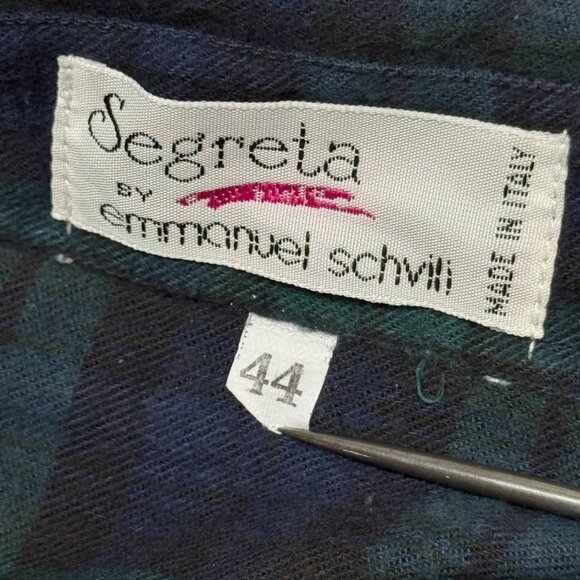 Segreta
BY
emmanuel schvili
MADE IN ITALY
44